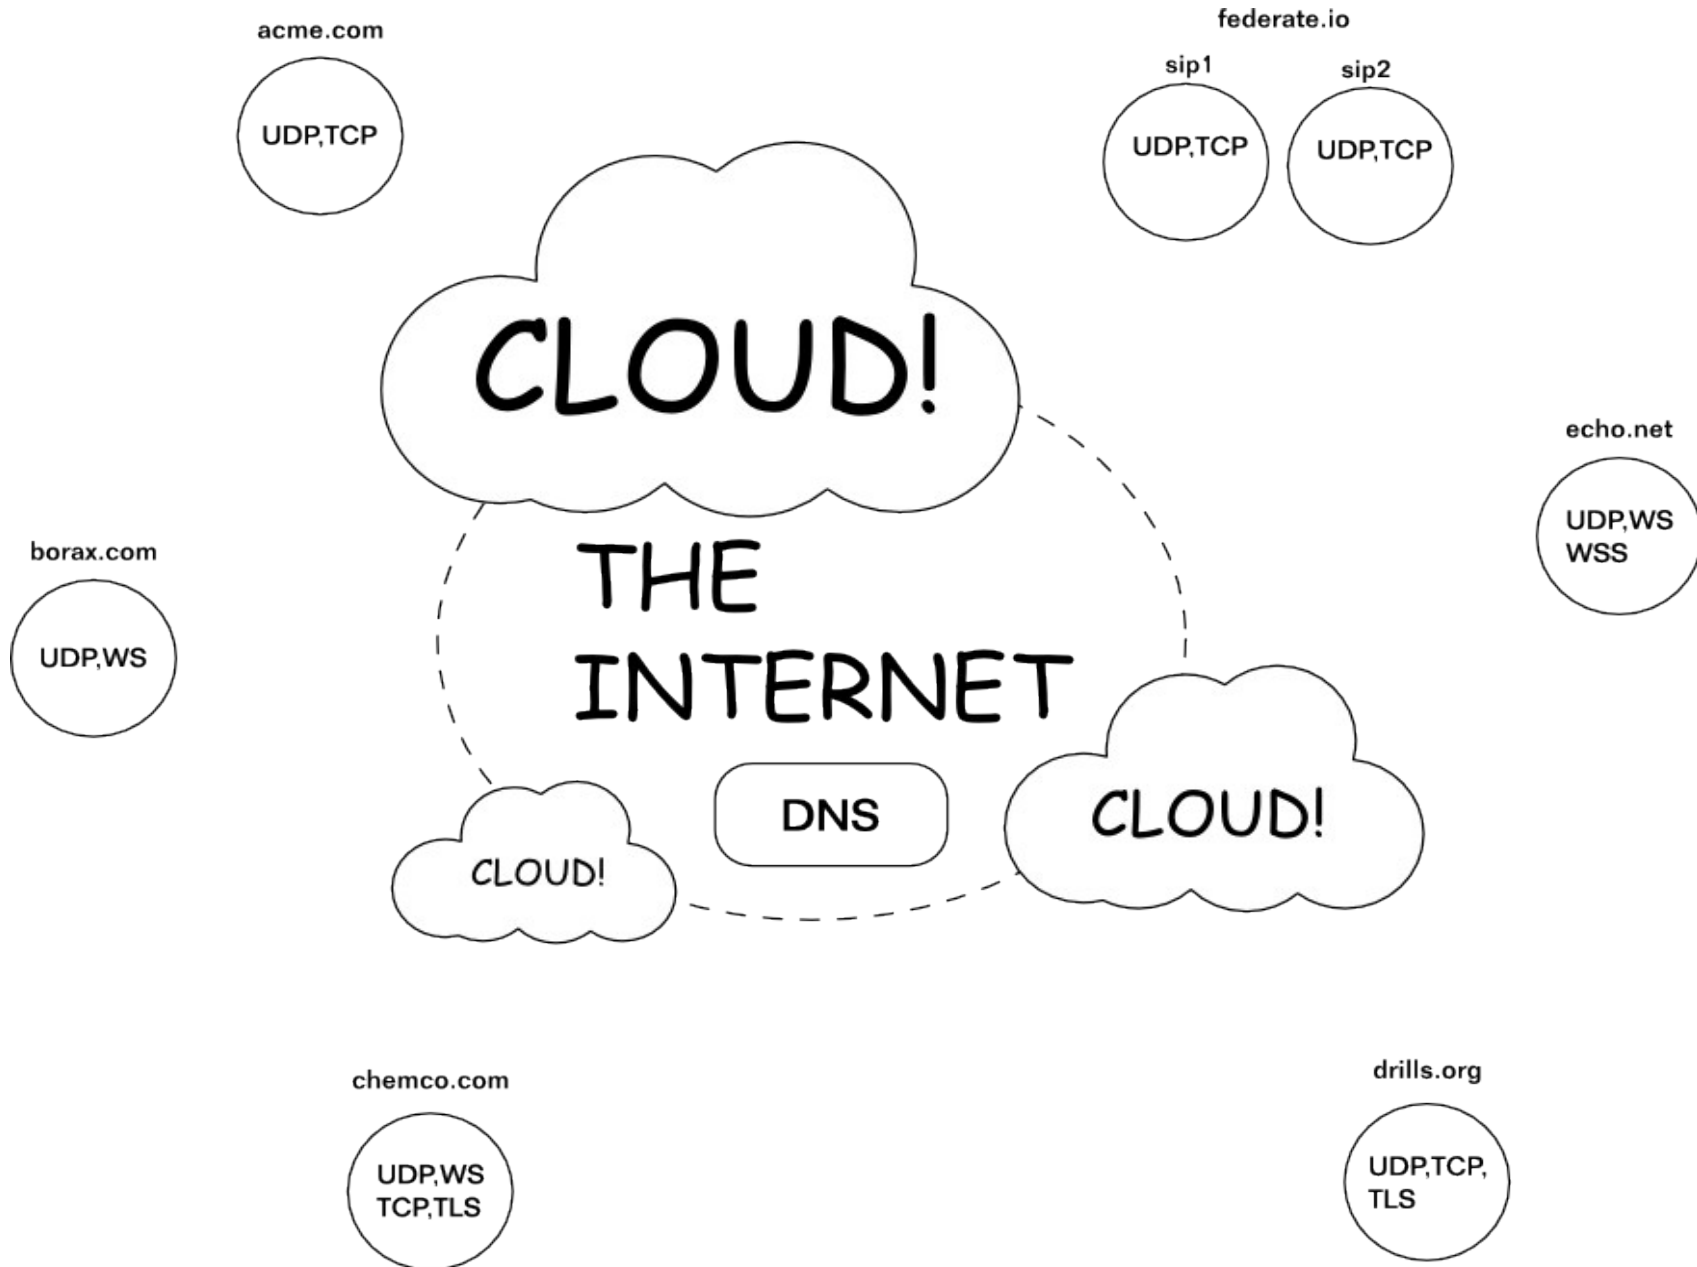 acme.com
UDP,TCP
federate.io
sip1
sip2
UDP,TCP
UDP,TCP
CLOUD!
echo.net
UDP,WS
WSS
THE
INTERNET
borax.com
UDP,WS
DNS
CLOUD!
CLOUD!
chemco.com
UDP,WS
TCP,TLS
drills.org
UDP,TCP,
TLS